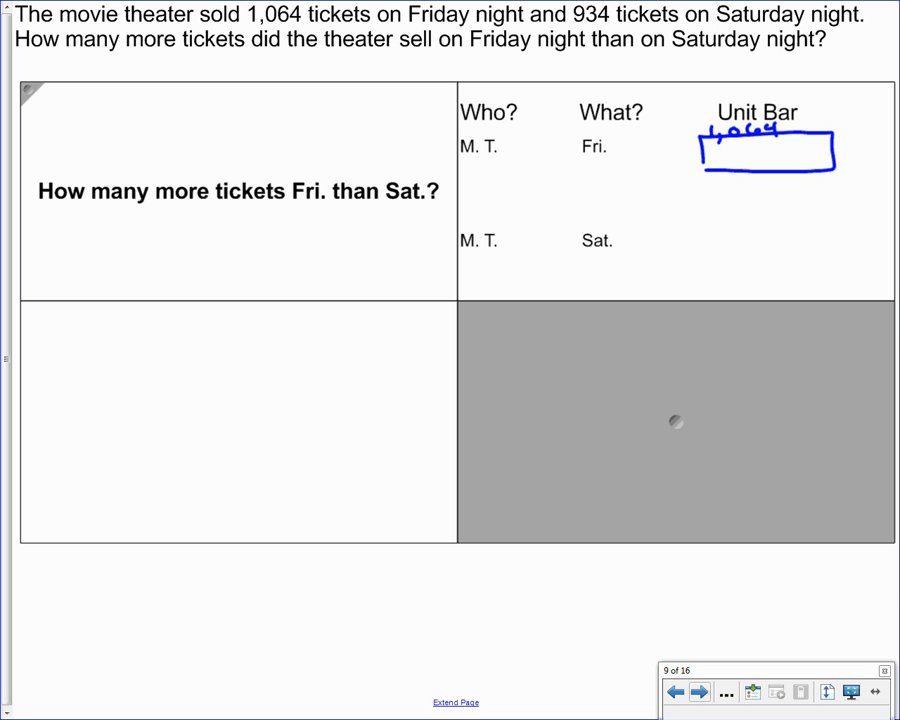 The movie theater sold 1,064 tickets on Friday night and 934 tickets on Saturday night.
How many more tickets did the theater sell on Friday night than on Saturday night?
How many more tickets Fri. than Sat.?
Who? What? Unit Bar
1,064
M. T. Fri.
M. T. Sat.
Extend Page
9 of 16